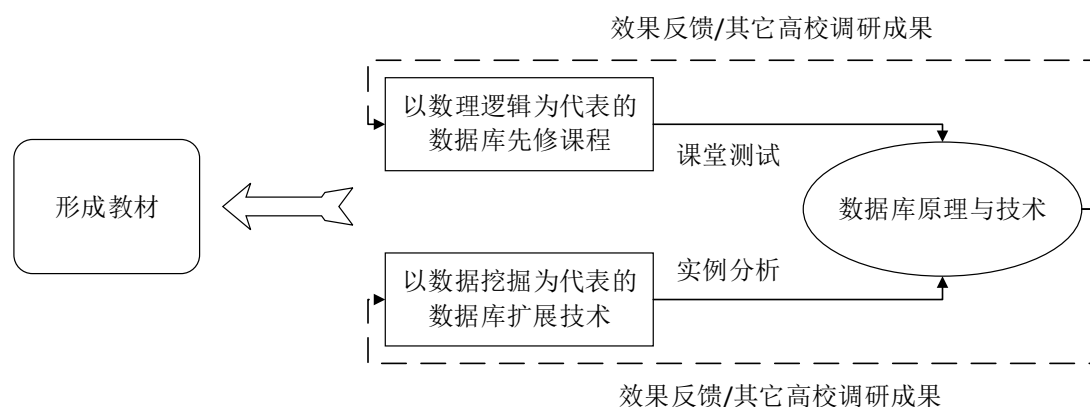 效果反馈/其它高校调研成果
以数理逻辑为代表的
数据库先修课程
课堂测试
形成教材
数据库原理与技术
实例分析
以数据挖掘为代表的
数据库扩展技术
效果反馈/其它高校调研成果